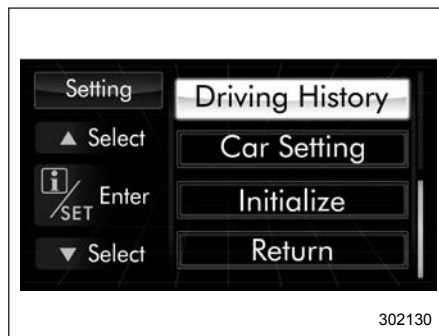 Setting
▲ Select
i/SET Enter
▼ Select
Driving History
Car Setting
Initialize
Return
302130